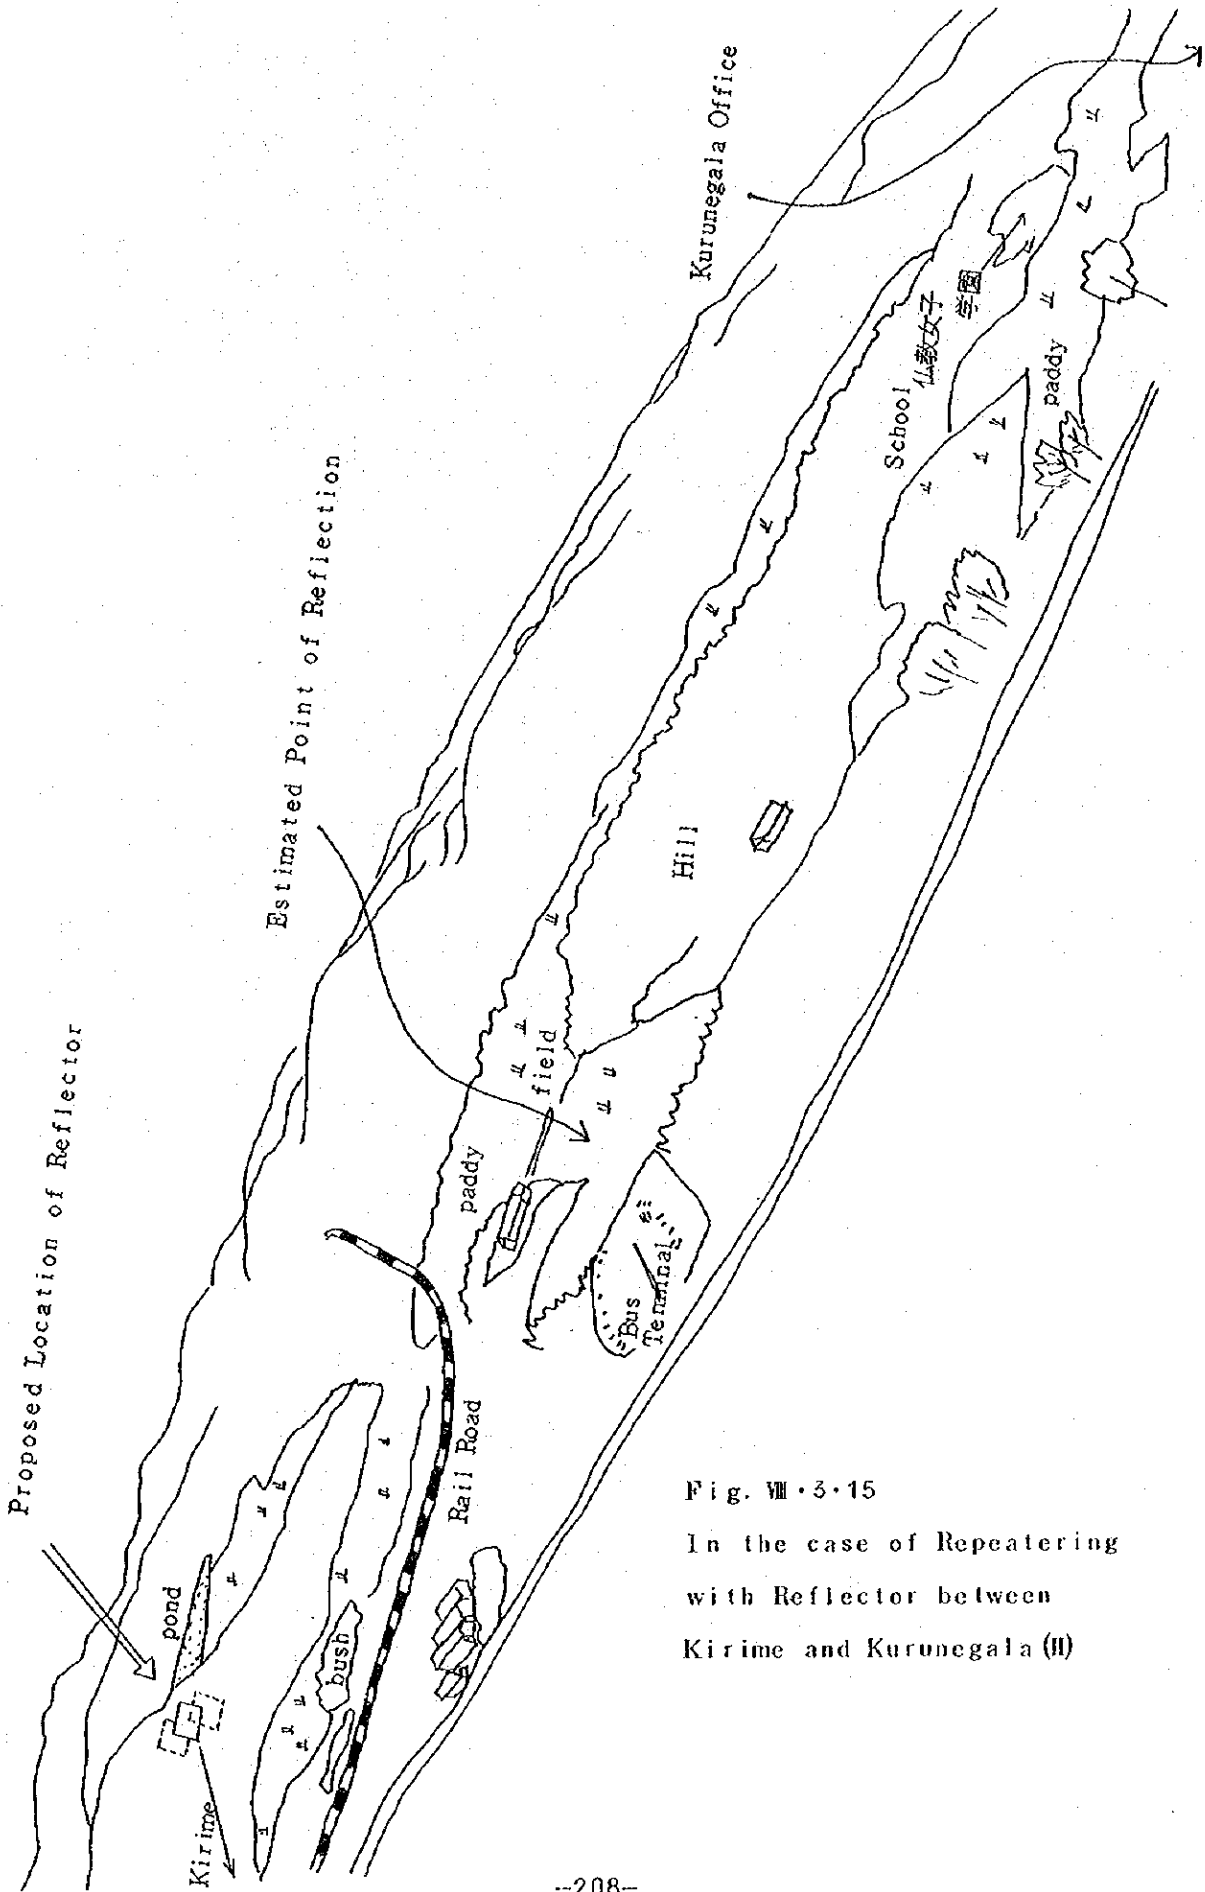 Proposed Location of Reflector
Estimated Point of Reflection
Kurunegala Office
Kirime
pond
bush
Rail Road
paddy
field
Bus
Teminal
Hill
School
仏教女子
学園
paddy
Fig. Ⅷ・3・15
In the case of Repeatering
with Reflector between
Kirime and Kurunegala (Ⅱ)
--208-